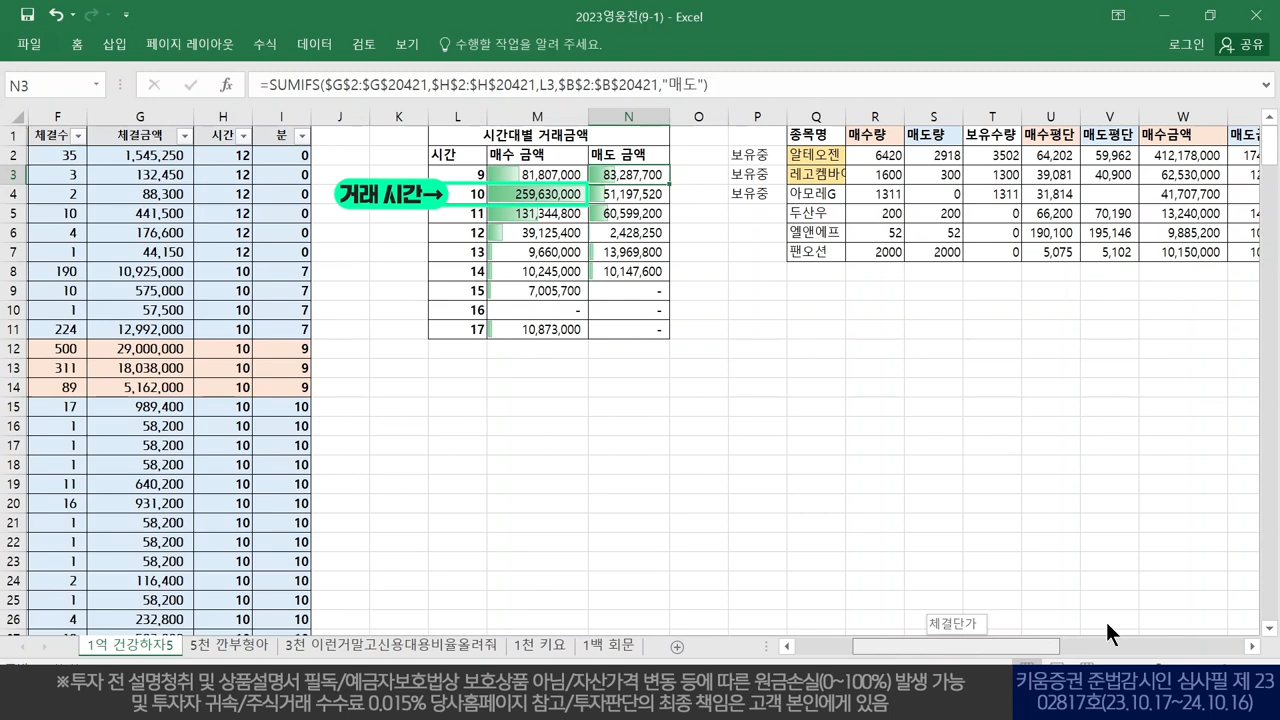 2023영웅전(9-1) - Excel
파일 홈 삽입 페이지 레이아웃 수식 데이터 검토 보기 수행할 작업을 알려 주세요. 로그인 공유
N3 fx =SUMIFS($G$2:$G$20421,$H$2:$H$20421,L3,$B$2:$B$20421,"매도")
F G H I J K L M N O P Q R S T U V W
1 체결수 체결금액 시간 분 시간대별 거래금액 종목명 매수량 매도량 보유수량 매수평단 매도평단 매수금액
2 35 1,545,250 12 0 시간 매수 금액 매도 금액 보유중 알테오젠 6420 2918 3502 64,202 59,962 412,178,000
3 3 132,450 12 0 9 81,807,000 83,287,700 보유중 레고켐바 1600 300 1300 39,081 40,900 62,530,000
4 2 88,300 12 0 거래 시간→ 10 259,630,000 51,197,520 보유중 아모레G 1311 0 1311 31,814 41,707,700
5 10 441,500 12 0 11 131,344,800 60,599,200 두산우 200 200 0 66,200 70,190 13,240,000
6 4 176,600 12 0 12 39,125,400 2,428,250 엘앤에프 52 52 0 190,100 195,146 9,885,200
7 1 44,150 12 0 13 9,660,000 13,969,800 팬오션 2000 2000 0 5,075 5,102 10,150,000
8 190 10,925,000 10 7 14 10,245,000 10,147,600
9 10 575,000 10 7 15 7,005,700 -
10 1 57,500 10 7 16 - -
11 224 12,992,000 10 7 17 10,873,000 -
12 500 29,000,000 10 9
13 311 18,038,000 10 9
14 89 5,162,000 10 9
15 17 989,400 10 10
16 1 58,200 10 10
17 1 58,200 10 10
18 1 58,200 10 10
19 11 640,200 10 10
20 16 931,200 10 10
21 1 58,200 10 10
22 1 58,200 10 10
23 1 58,200 10 10
24 2 116,400 10 10
25 1 58,200 10 10
26 4 232,800 10 10
체결단가
1억 건강하자5 5천 깐부형아 3천 이런거말고신용대용비율올려줘 1천 키요 1백 회문
※투자 전 설명청취 및 상품설명서 필독/예금자보호법상 보호상품 아님/자산가격 변동 등에 따른 원금손실(0~100%) 발생 가능
및 투자자 귀속/주식거래 수수료 0.015% 당사홈페이지 참고/투자판단의 최종 책임은 고객 본인에게 있음
키움증권 준법감시인 심사필 제 23
02817호(23.10.17~24.10.16)